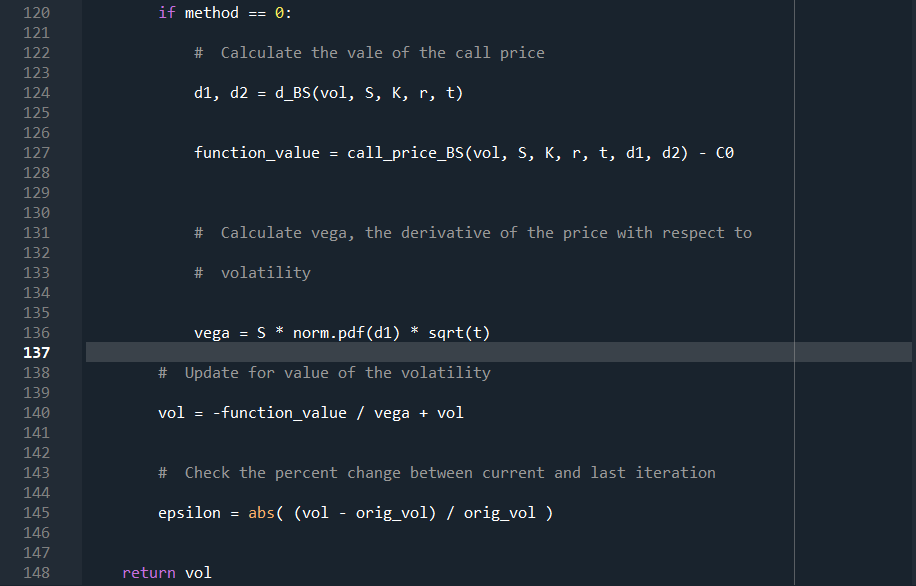 120 if method == 0:
121
122 #  Calculate the vale of the call price
123
124 d1, d2 = d_BS(vol, S, K, r, t)
125
126
127 function_value = call_price_BS(vol, S, K, r, t, d1, d2) - C0
128
129
130
131 #  Calculate vega, the derivative of the price with respect to
132
133 #  volatility
134
135
136 vega = S * norm.pdf(d1) * sqrt(t)
137
138 #  Update for value of the volatility
139
140 vol = -function_value / vega + vol
141
142
143 #  Check the percent change between current and last iteration
144
145 epsilon = abs( (vol - orig_vol) / orig_vol )
146
147
148 return vol